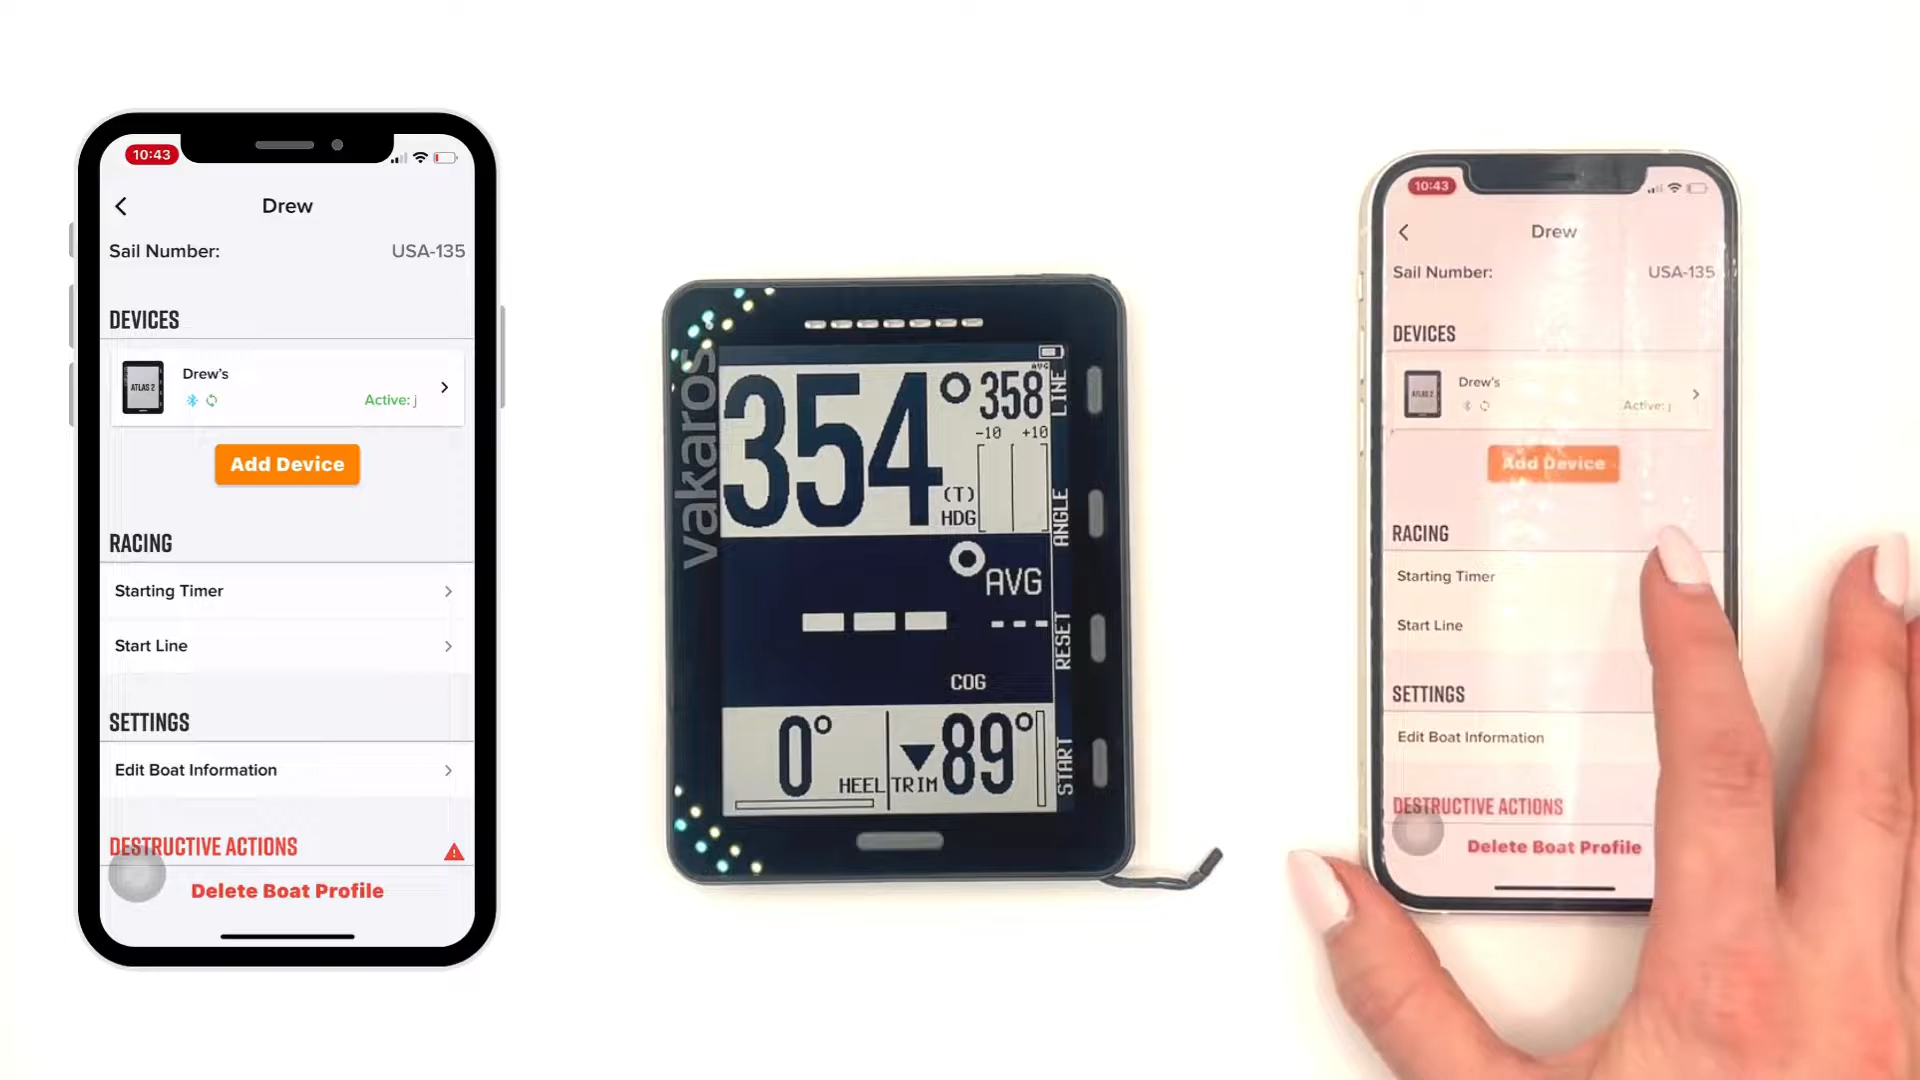 10:43
Drew
Sail Number: USA-135
DEVICES
ATLAS 2
Drew's
Active: j
Add Device
RACING
Starting Timer
Start Line
SETTINGS
Edit Boat Information
DESTRUCTIVE ACTIONS
Delete Boat Profile
vakaros
354° 358
AVG
-10 +10
(T)
HDG
LINE
ANGLE
° AVG
--- ---
COG
RESET
0° HEEL
TRIM 89°
START
10:43
Drew
Sail Number: USA-135
DEVICES
ATLAS 2
Drew's
Active: j
Add Device
RACING
Starting Timer
Start Line
SETTINGS
Edit Boat Information
DESTRUCTIVE ACTIONS
Delete Boat Profile